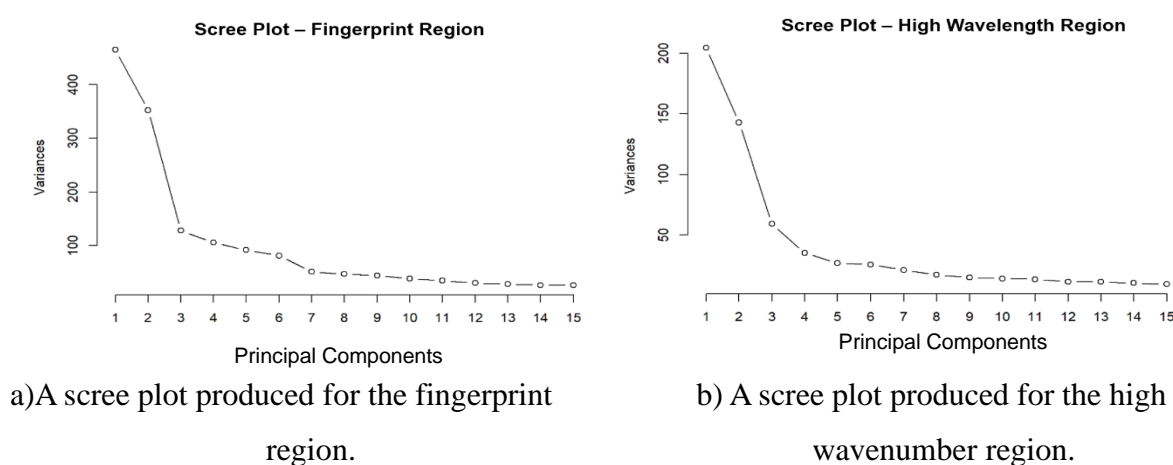 Scree Plot – Fingerprint Region
Variances
400
300
200
100
1 2 3 4 5 6 7 8 9 10 11 12 13 14 15
Principal Components
a)A scree plot produced for the fingerprint
region.
Scree Plot – High Wavelength Region
Variances
200
150
100
50
1 2 3 4 5 6 7 8 9 10 11 12 13 14 15
Principal Components
b) A scree plot produced for the high
wavenumber region.